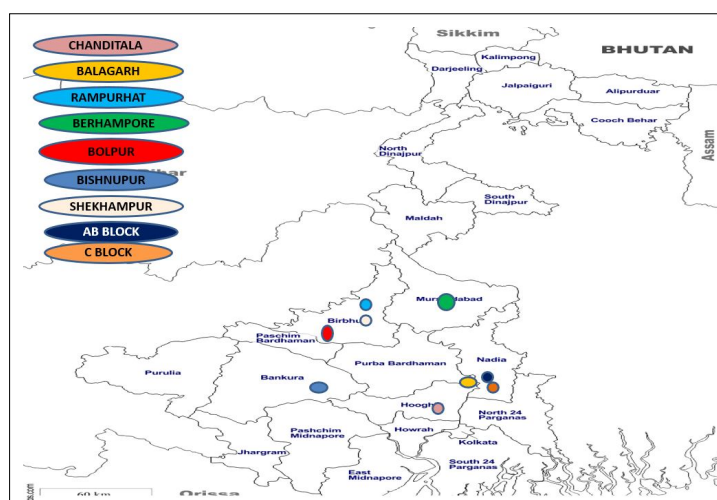 CHANDITALA
BALAGARH
RAMPURHAT
BERHAMPORE
BOLPUR
BISHNUPUR
SHEKHAMPUR
AB BLOCK
C BLOCK
Sikkim
BHUTAN
Kalimpong
Darjeeling
Jalpaiguri
Alipurduar
Cooch Behar
Assam
North
Dinajpur
South
Dinajpur
Maldah
Birbhu
Paschim
Bardhaman
Purba Bardhaman
Nadia
Purulia
Bankura
Hoogh
North 24
Parganas
Howrah
Pashchim
Midnapore
Kolkata
Jhargram
East
Midnapore
South 24
Parganas
60 km
Orissa